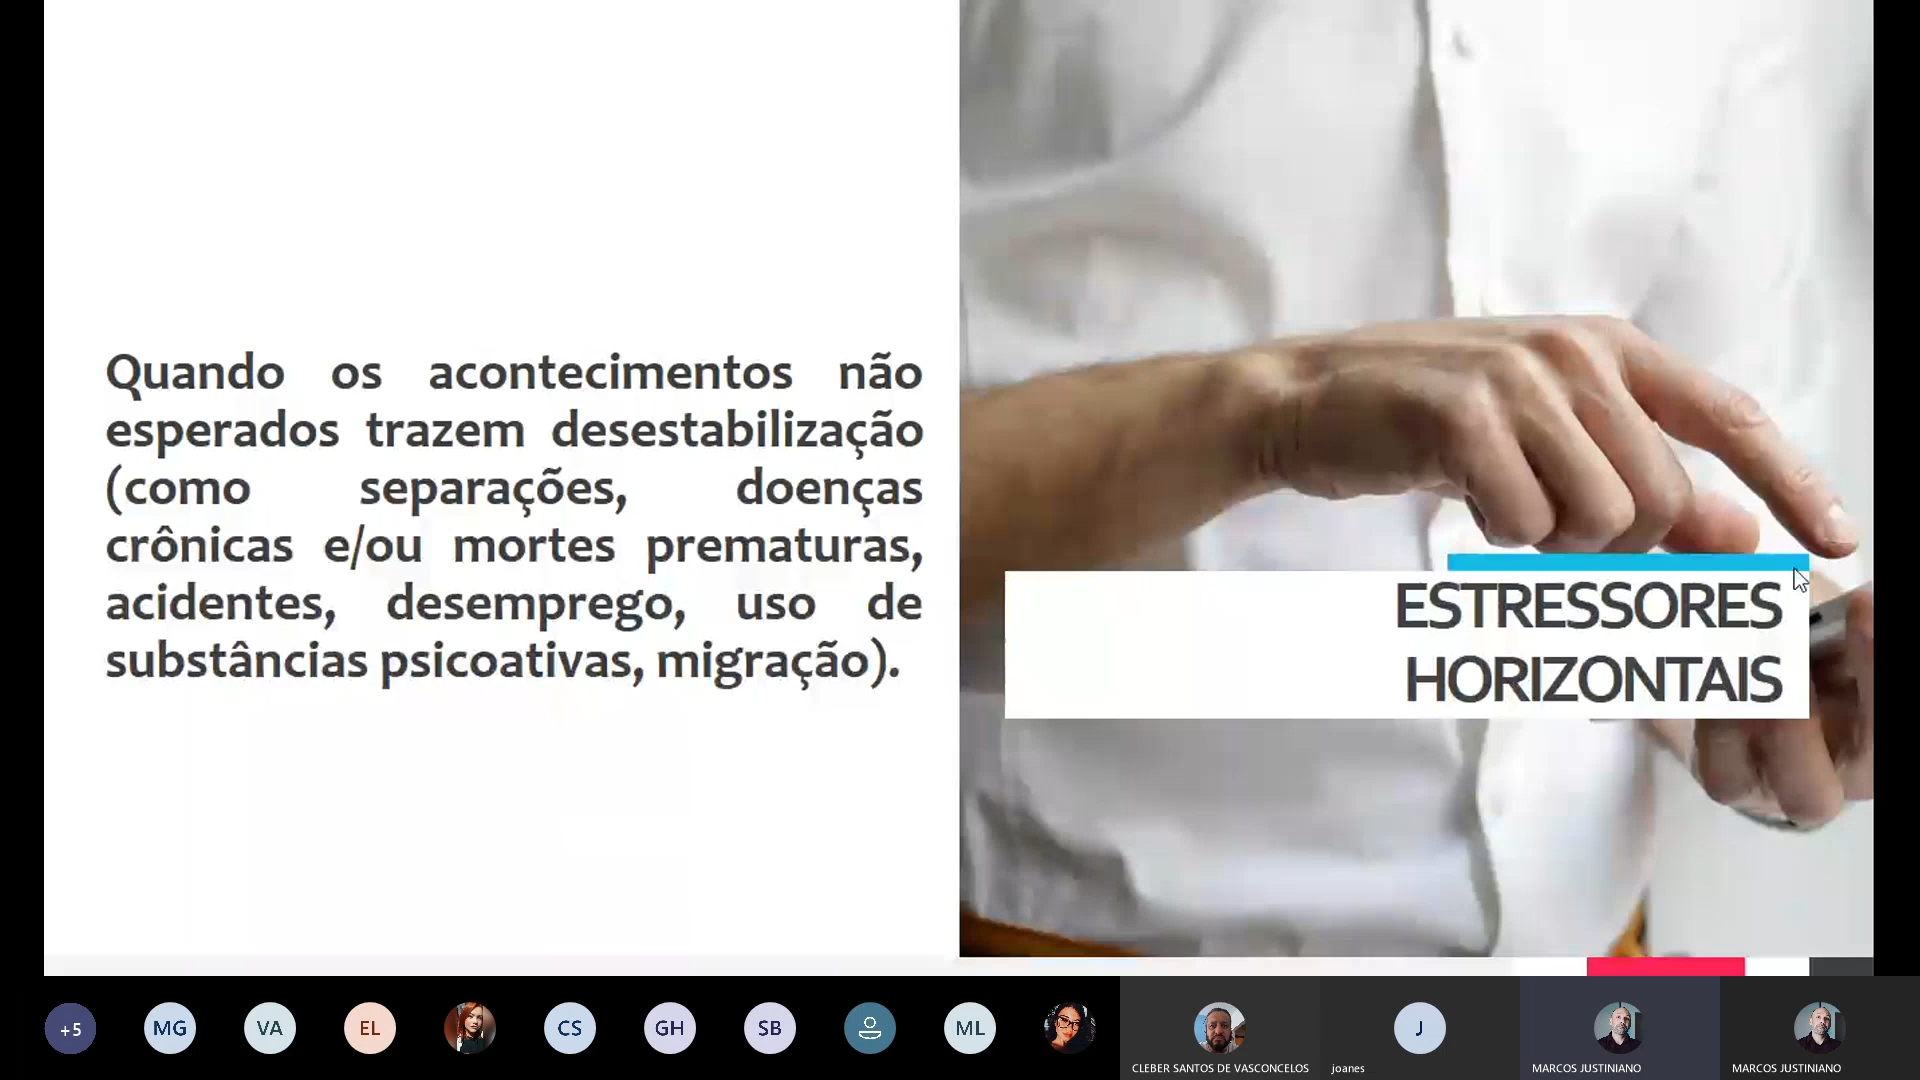 Quando os acontecimentos não
esperados trazem desestabilização
(como separações, doenças
crônicas e/ou mortes prematuras,
acidentes, desemprego, uso de
substâncias psicoativas, migração).
ESTRESSORES
HORIZONTAIS
+5
MG
VA
EL
CS
GH
SB
ML
J
CLEBER SANTOS DE VASCONCELOS
joanes
MARCOS JUSTINIANO
MARCOS JUSTINIANO